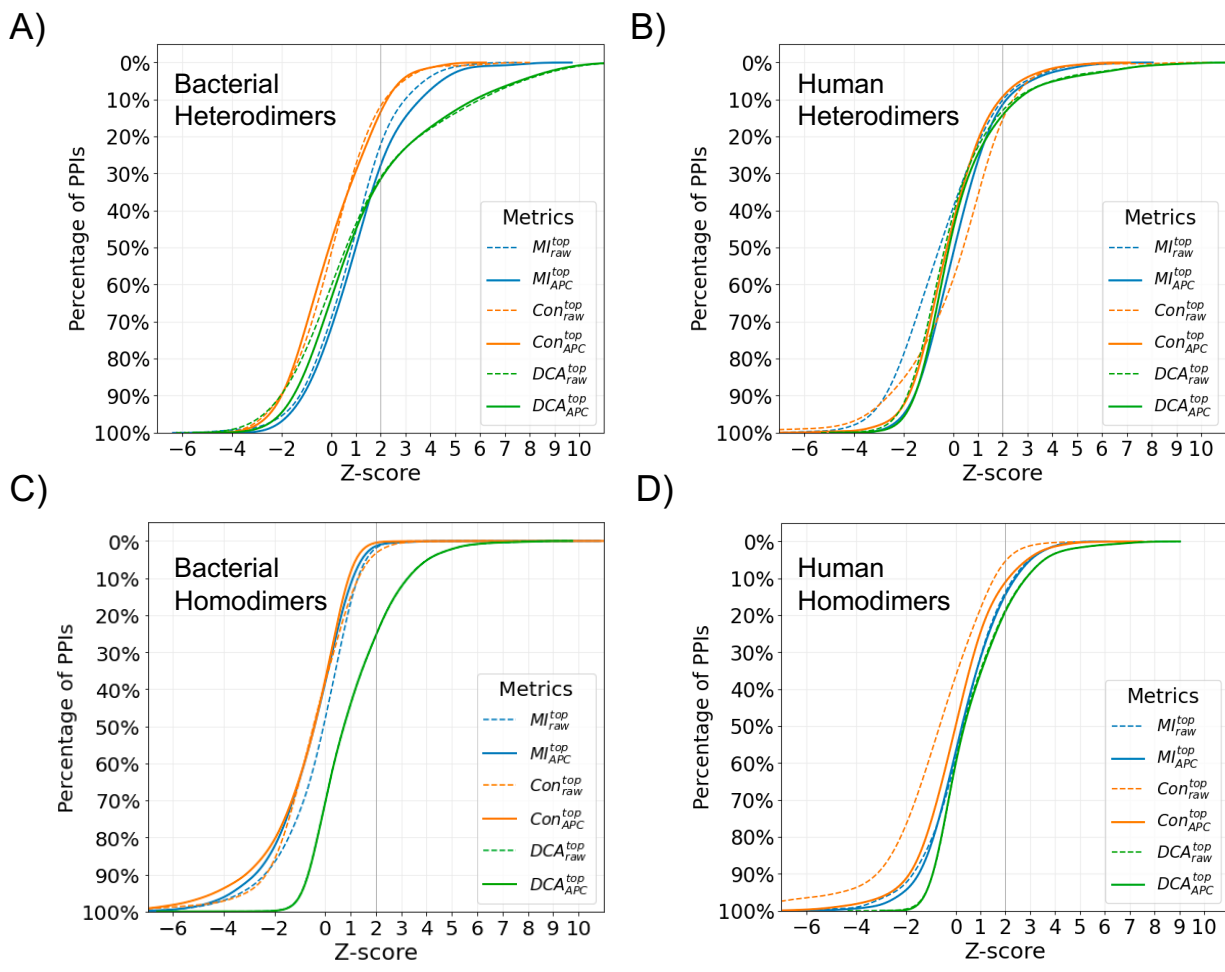 A)
Bacterial
Heterodimers
Percentage of PPIs
0%
10%
20%
30%
40%
50%
60%
70%
80%
90%
100%
−6 −4 −2 0 1 2 3 4 5 6 7 8 9 10
Z-score
Metrics
MI^top_raw
MI^top_APC
Con^top_raw
Con^top_APC
DCA^top_raw
DCA^top_APC
B)
Human
Heterodimers
Percentage of PPIs
0%
10%
20%
30%
40%
50%
60%
70%
80%
90%
100%
−6 −4 −2 0 1 2 3 4 5 6 7 8 9 10
Z-score
Metrics
MI^top_raw
MI^top_APC
Con^top_raw
Con^top_APC
DCA^top_raw
DCA^top_APC
C)
Bacterial
Homodimers
Percentage of PPIs
0%
10%
20%
30%
40%
50%
60%
70%
80%
90%
100%
−6 −4 −2 0 1 2 3 4 5 6 7 8 9 10
Z-score
Metrics
MI^top_raw
MI^top_APC
Con^top_raw
Con^top_APC
DCA^top_raw
DCA^top_APC
D)
Human
Homodimers
Percentage of PPIs
0%
10%
20%
30%
40%
50%
60%
70%
80%
90%
100%
−6 −4 −2 0 1 2 3 4 5 6 7 8 9 10
Z-score
Metrics
MI^top_raw
MI^top_APC
Con^top_raw
Con^top_APC
DCA^top_raw
DCA^top_APC